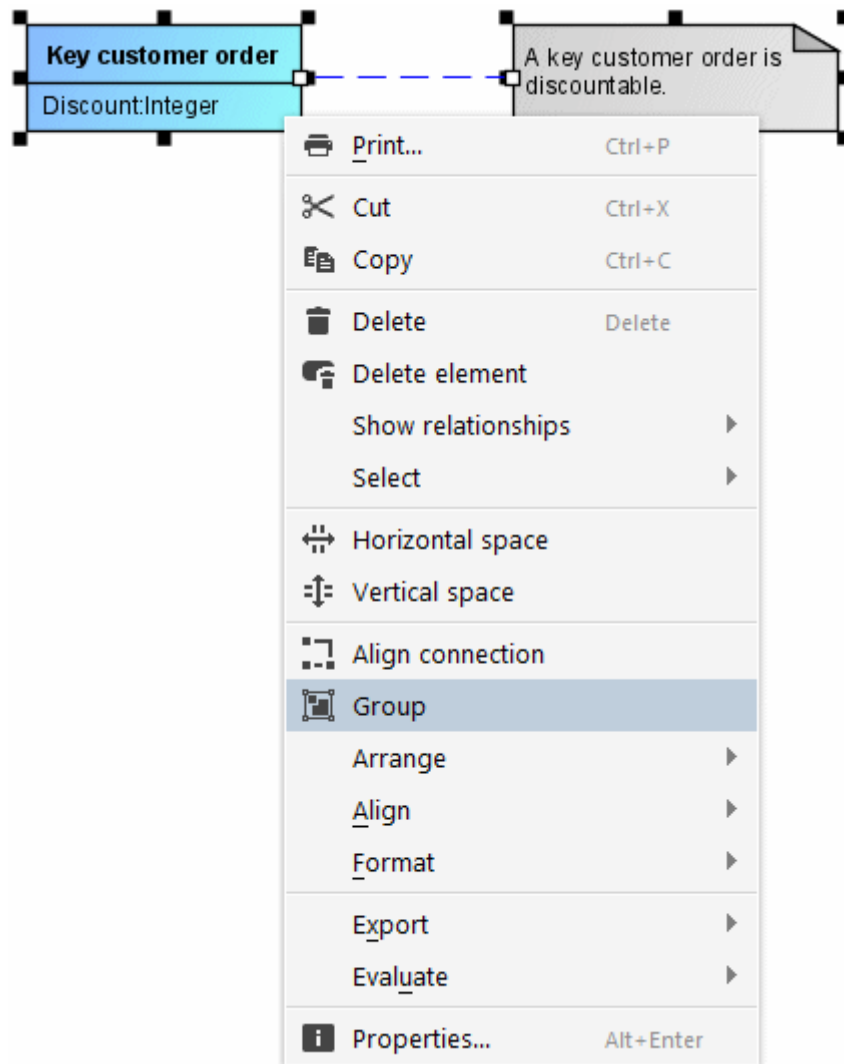 Key customer order
Discount:Integer
A key customer order is
discountable.
Print... Ctrl+P
Cut Ctrl+X
Copy Ctrl+C
Delete Delete
Delete element
Show relationships
Select
Horizontal space
Vertical space
Align connection
Group
Arrange
Align
Format
Export
Evaluate
Properties... Alt+Enter